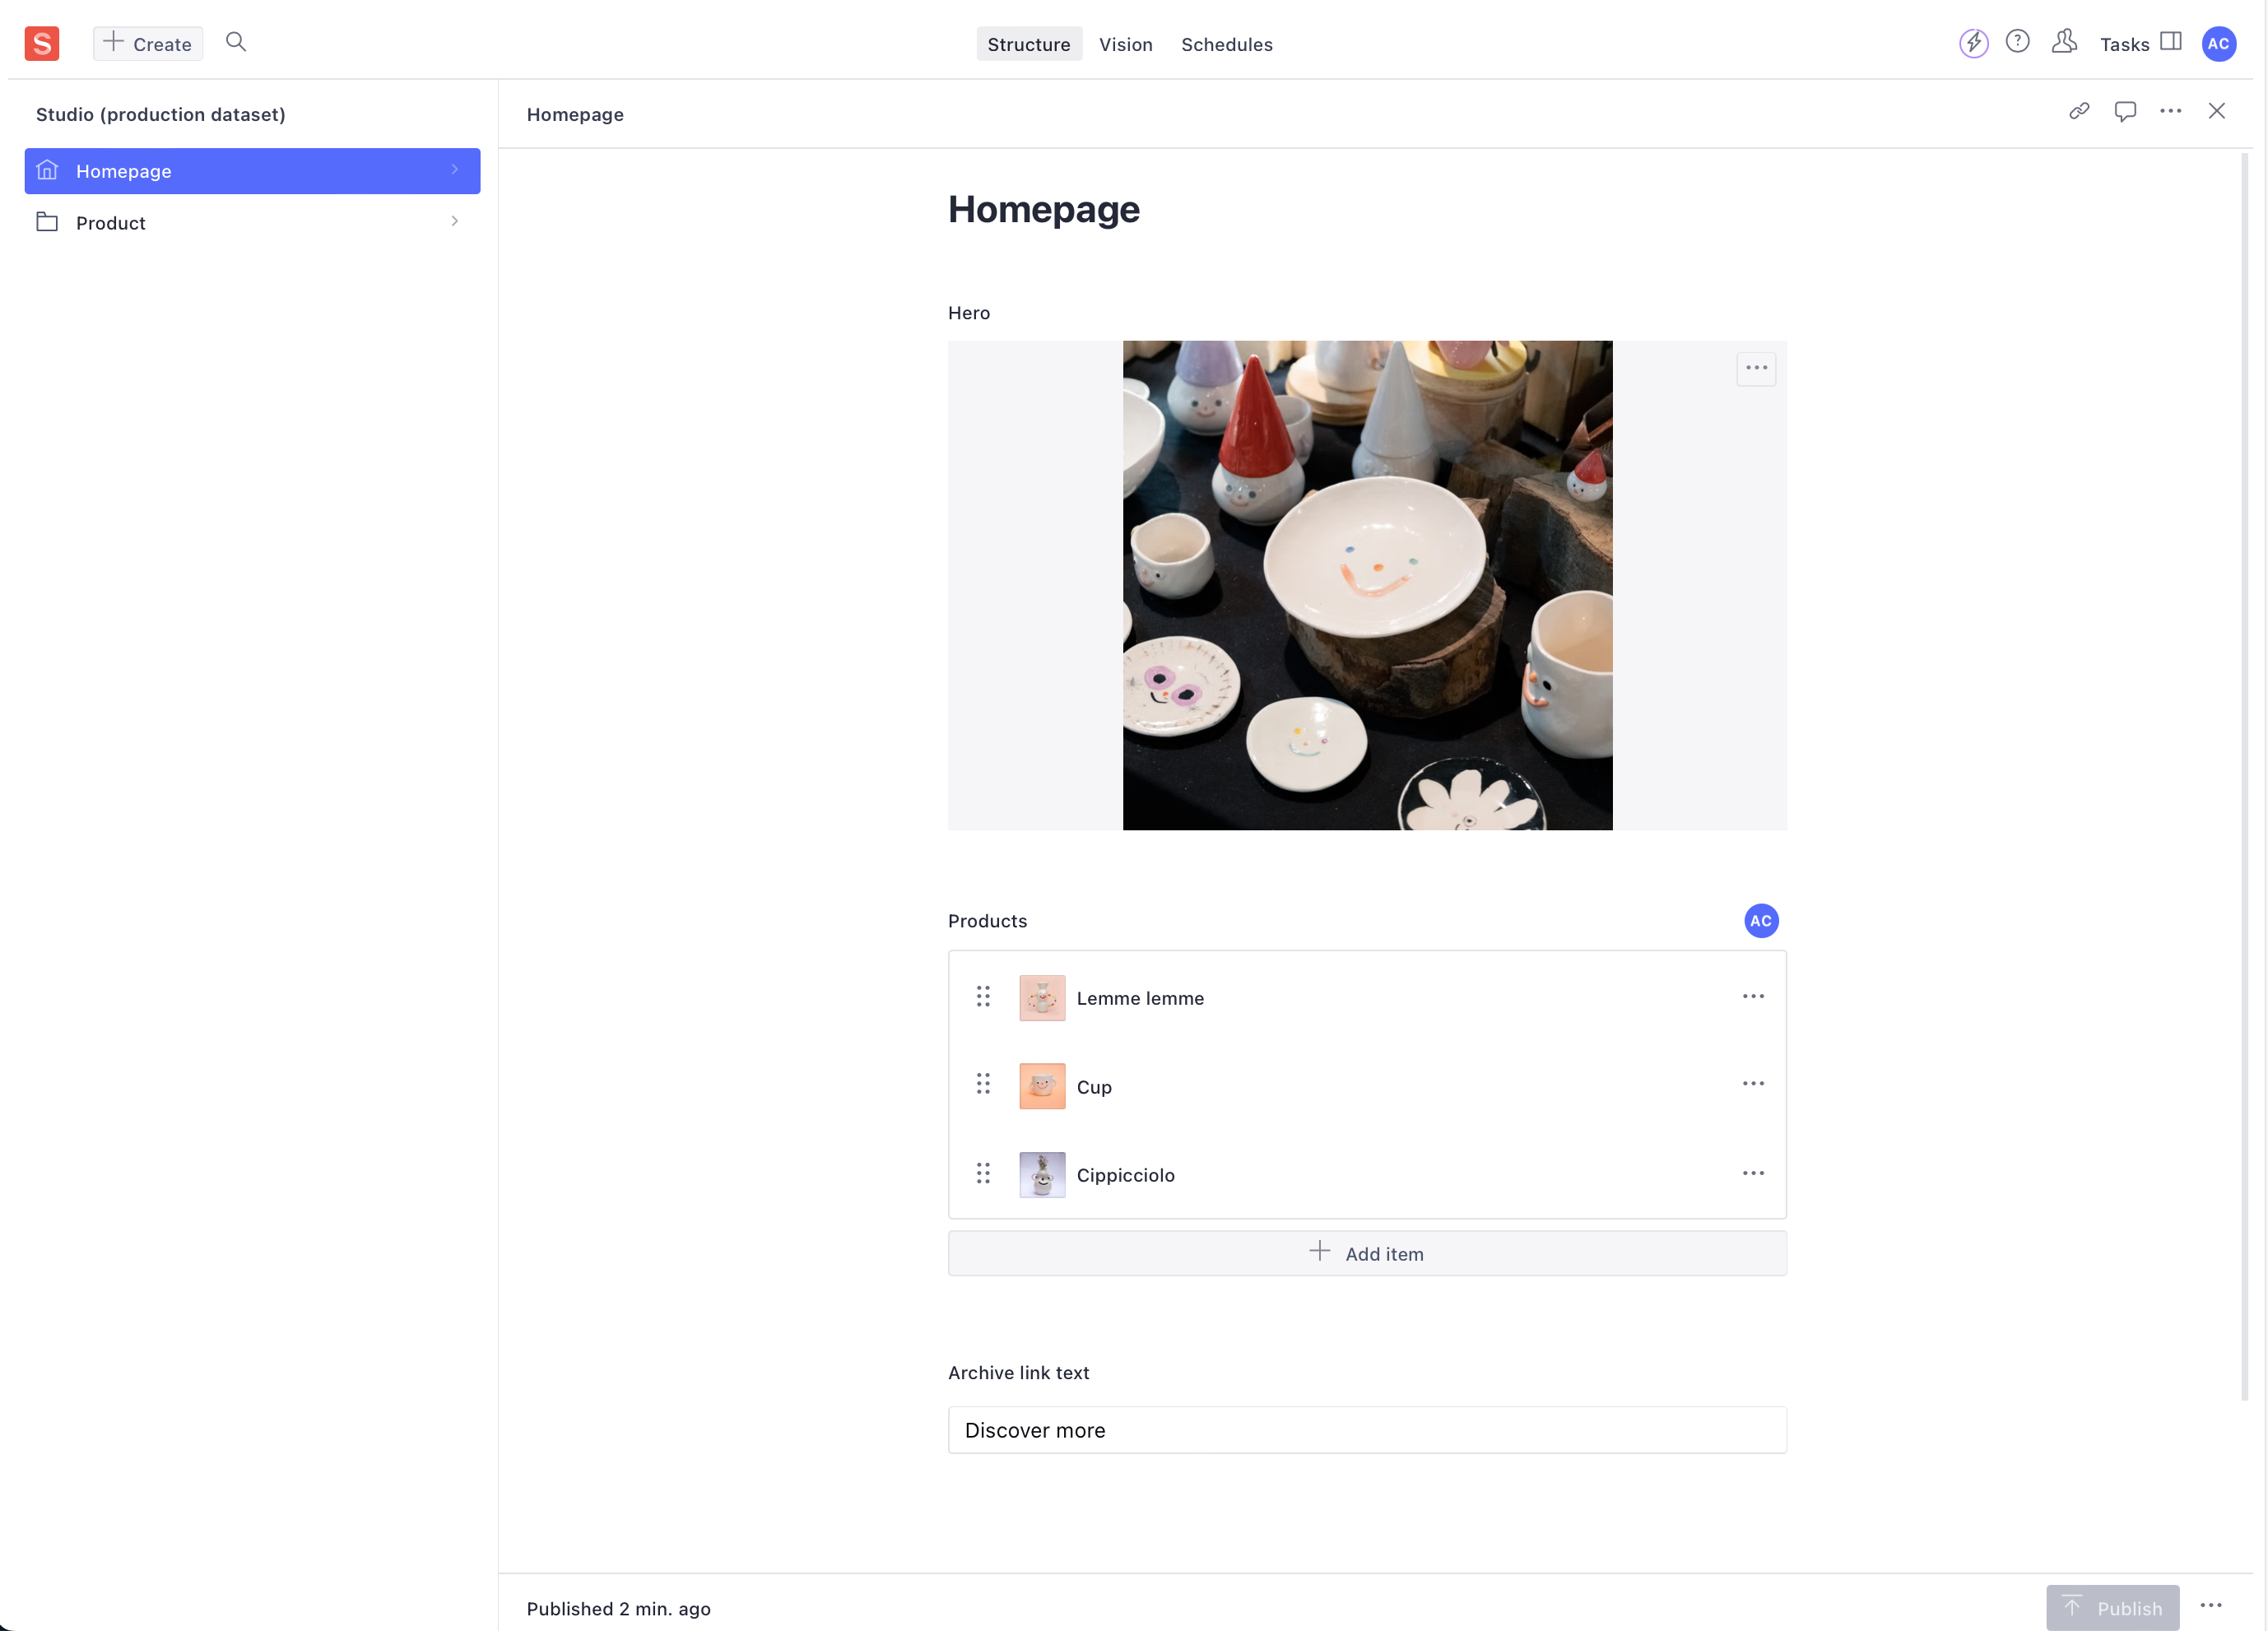 S
Create
Structure
Vision
Schedules
Tasks
AC
Studio (production dataset)
Homepage
Product
Homepage
Homepage
Hero
Products
AC
Lemme lemme
Cup
Cippicciolo
Add item
Archive link text
Discover more
Published 2 min. ago
Publish